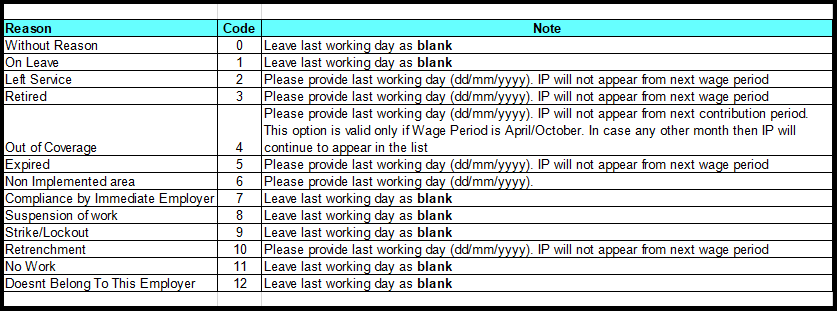 Reason Code Note
Without Reason 0 Leave last working day as blank
On Leave 1 Leave last working day as blank
Left Service 2 Please provide last working day (dd/mm/yyyy). IP will not appear from next wage period
Retired 3 Please provide last working day (dd/mm/yyyy). IP will not appear from next wage period
Please provide last working day (dd/mm/yyyy). IP will not appear from next contribution period.
This option is valid only if Wage Period is April/October. In case any other month then IP will
Out of Coverage 4 continue to appear in the list
Expired 5 Please provide last working day (dd/mm/yyyy). IP will not appear from next wage period
Non Implemented area 6 Please provide last working day (dd/mm/yyyy).
Compliance by Immediate Employer 7 Leave last working day as blank
Suspension of work 8 Leave last working day as blank
Strike/Lockout 9 Leave last working day as blank
Retrenchment 10 Please provide last working day (dd/mm/yyyy). IP will not appear from next wage period
No Work 11 Leave last working day as blank
Doesnt Belong To This Employer 12 Leave last working day as blank